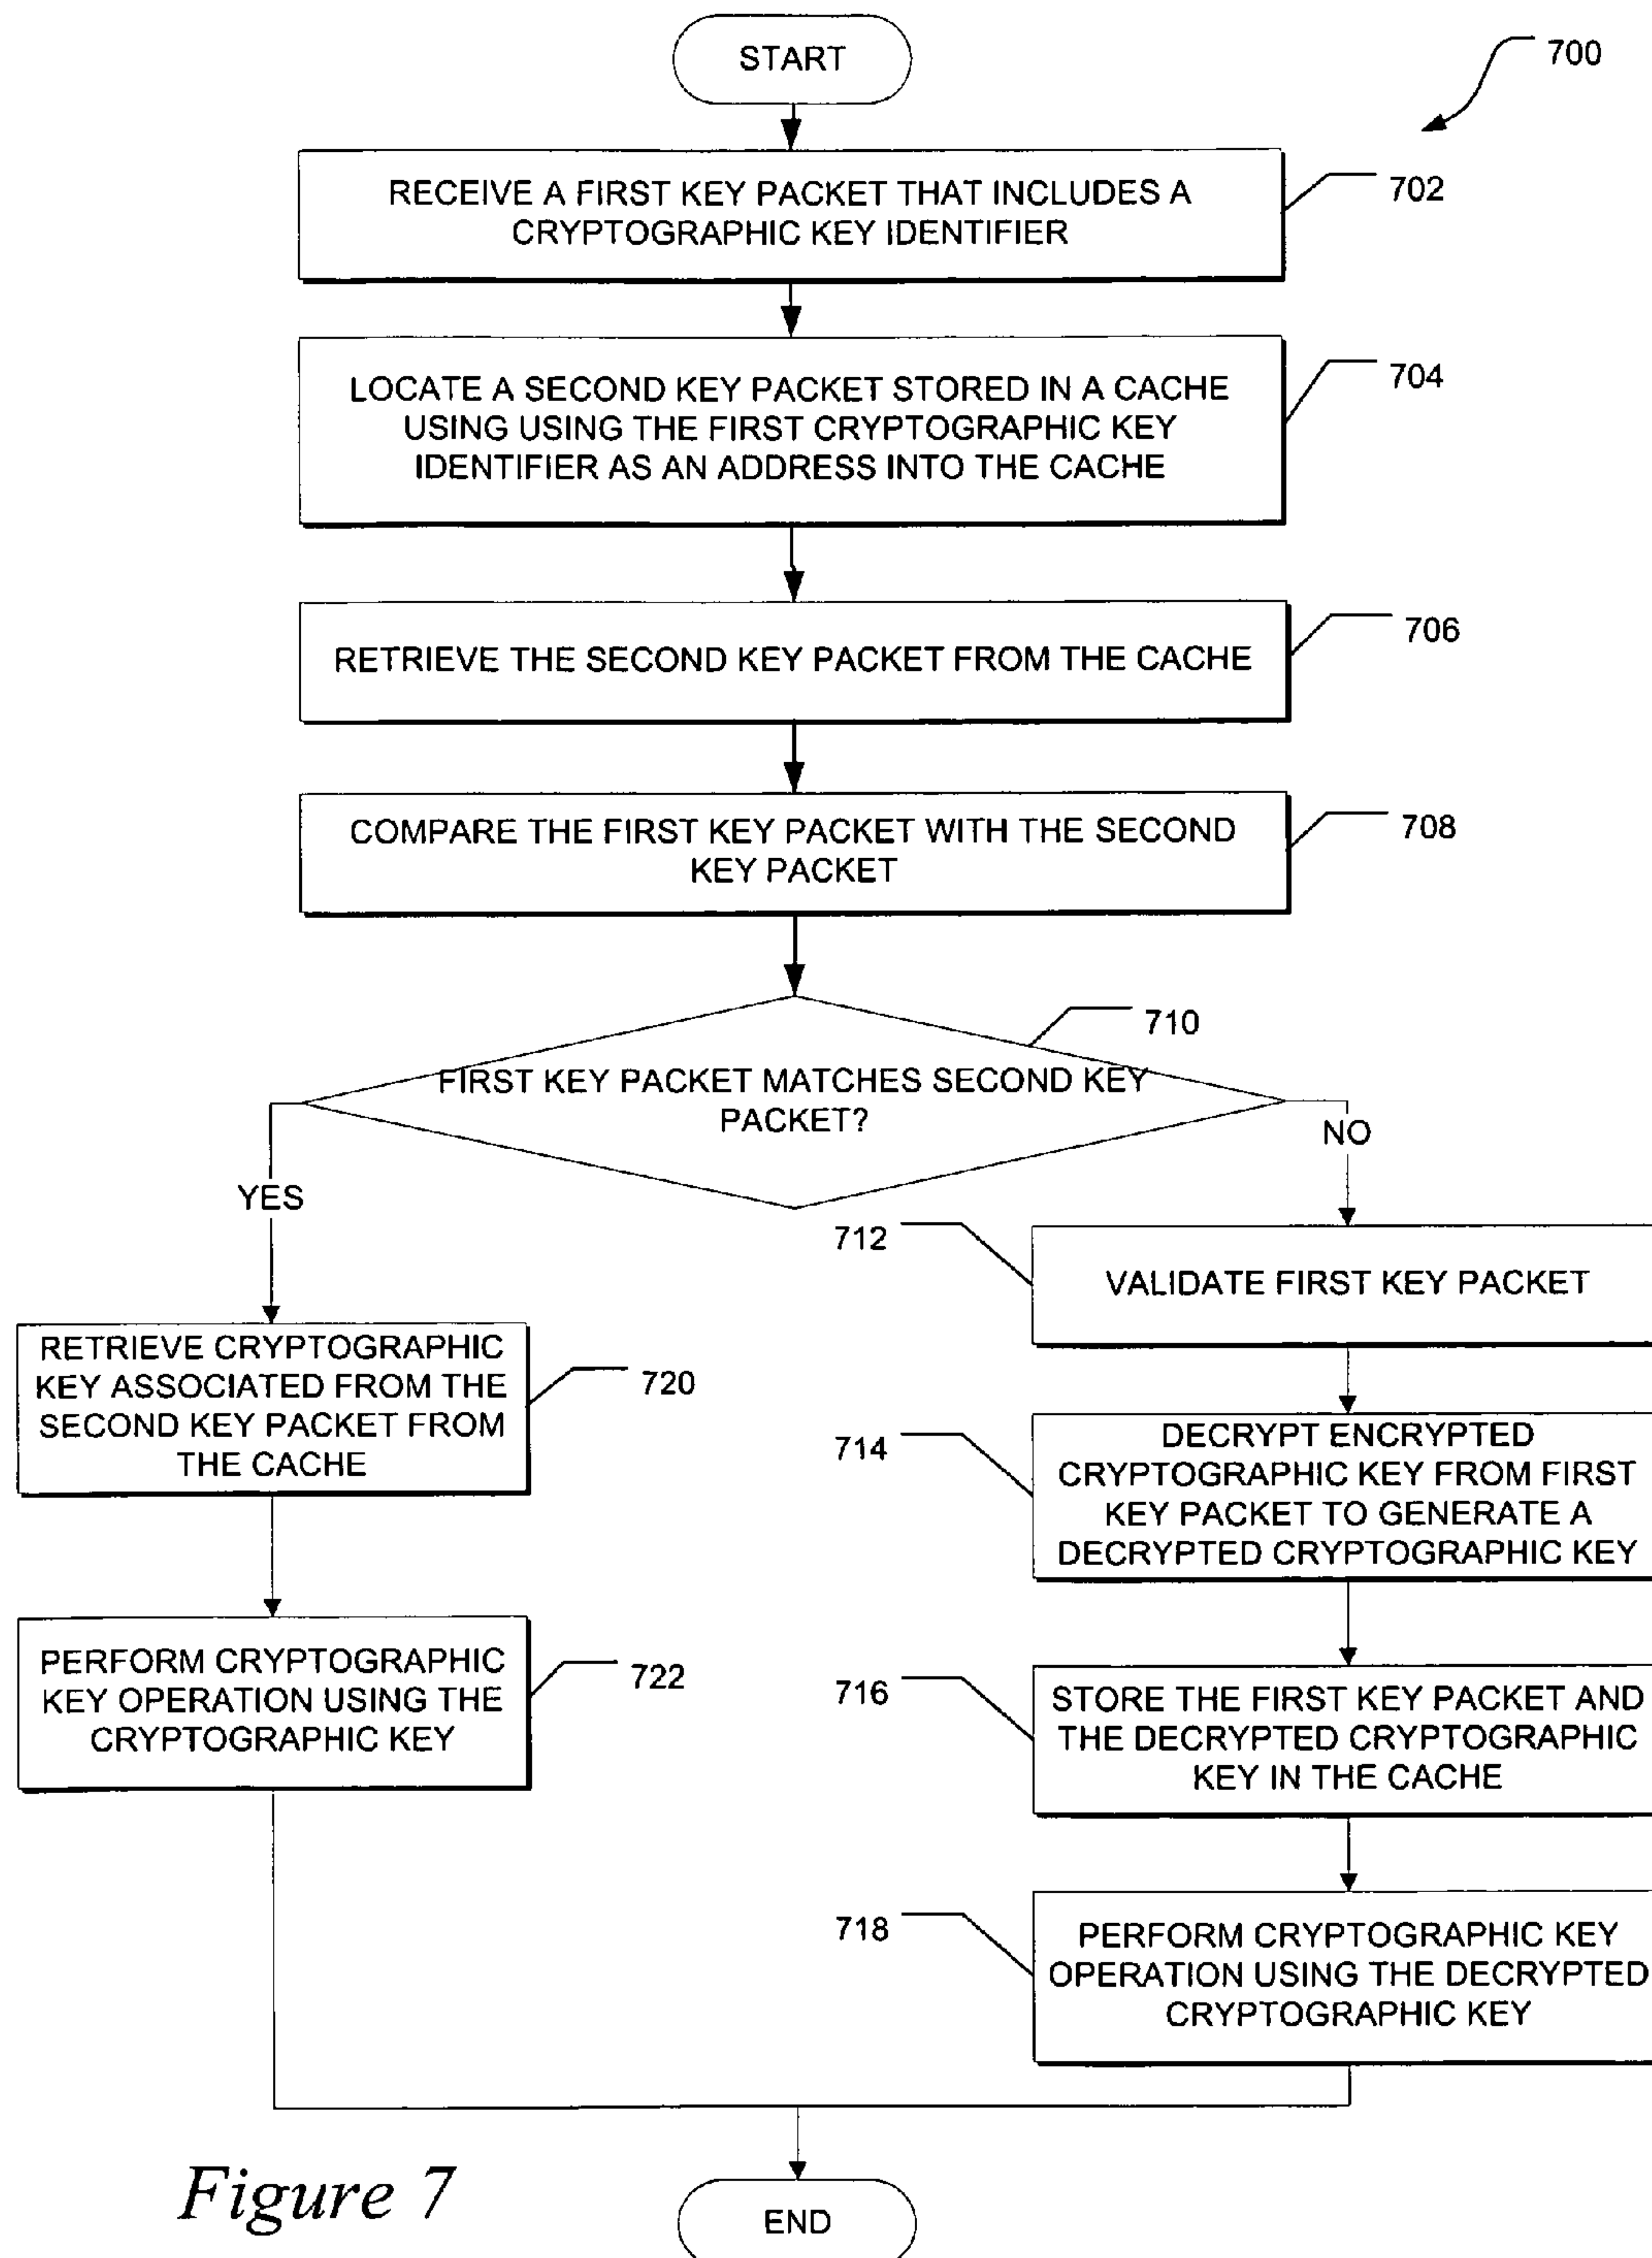 START
700
RECEIVE A FIRST KEY PACKET THAT INCLUDES A
CRYPTOGRAPHIC KEY IDENTIFIER
702
LOCATE A SECOND KEY PACKET STORED IN A CACHE
USING USING THE FIRST CRYPTOGRAPHIC KEY
IDENTIFIER AS AN ADDRESS INTO THE CACHE
704
RETRIEVE THE SECOND KEY PACKET FROM THE CACHE
706
COMPARE THE FIRST KEY PACKET WITH THE SECOND
KEY PACKET
708
FIRST KEY PACKET MATCHES SECOND KEY
PACKET?
710
YES
NO
RETRIEVE CRYPTOGRAPHIC
KEY ASSOCIATED FROM THE
SECOND KEY PACKET FROM
THE CACHE
720
PERFORM CRYPTOGRAPHIC
KEY OPERATION USING THE
CRYPTOGRAPHIC KEY
722
712
VALIDATE FIRST KEY PACKET
714
DECRYPT ENCRYPTED
CRYPTOGRAPHIC KEY FROM FIRST
KEY PACKET TO GENERATE A
DECRYPTED CRYPTOGRAPHIC KEY
716
STORE THE FIRST KEY PACKET AND
THE DECRYPTED CRYPTOGRAPHIC
KEY IN THE CACHE
718
PERFORM CRYPTOGRAPHIC KEY
OPERATION USING THE DECRYPTED
CRYPTOGRAPHIC KEY
Figure 7
END